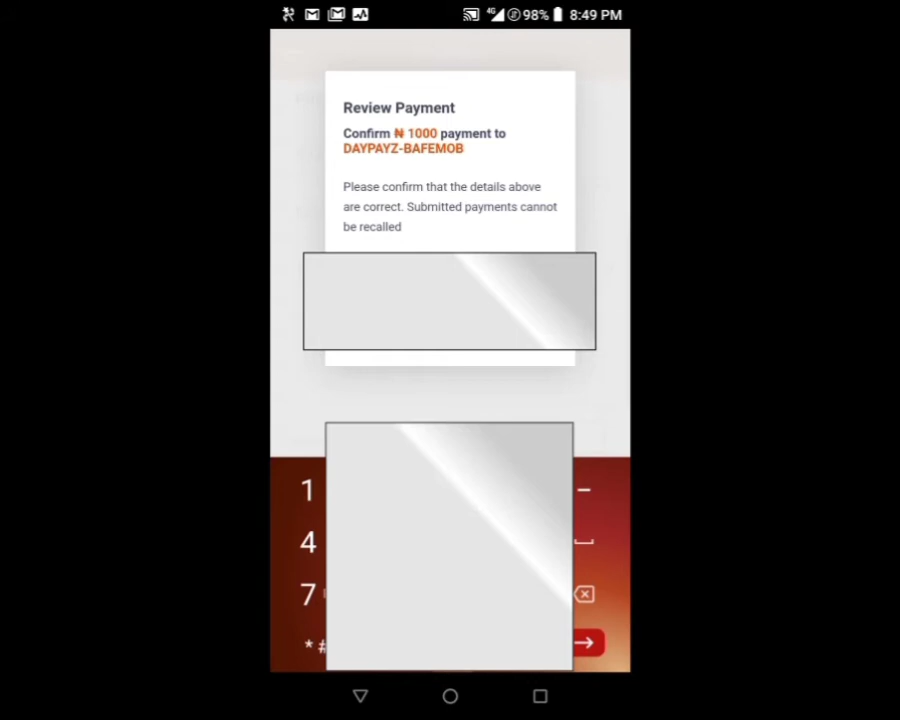 4G 98% 8:49 PM
Review Payment
Confirm ₦ 1000 payment to
DAYPAYZ-BAFEMOB
Please confirm that the details above
are correct. Submitted payments cannot
be recalled
1 –
4
7
* #